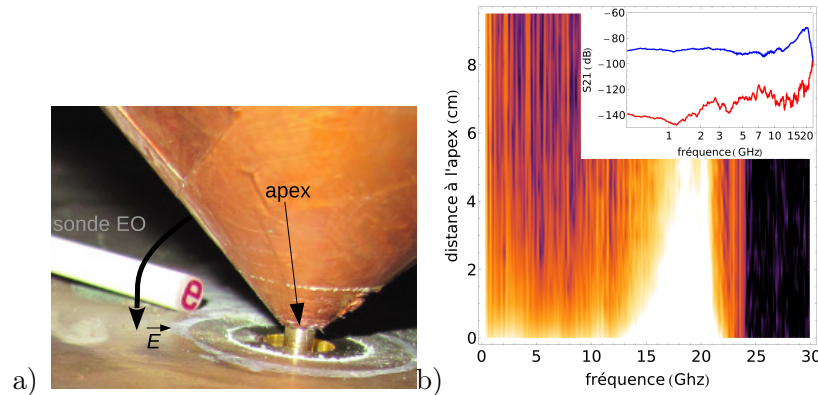 a)
sonde EO
apex
e
E
b)
distance à l'apex (cm)
8
6
4
2
0
0 5 10 15 20 25 30
fréquence (Ghz)
S21 (dB)
−60
−80
−100
−120
−140
1 2 3 5 7 10 15 20
fréquence (GHz)